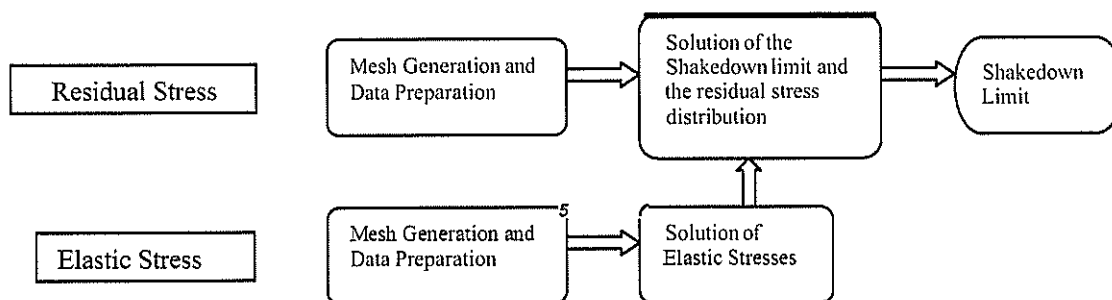 Residual Stress
Mesh Generation and
Data Preparation
Solution of the
Shakedown limit and
the residual stress
distribution
Shakedown
Limit
Elastic Stress
Mesh Generation and
Data Preparation
5
Solution of
Elastic Stresses